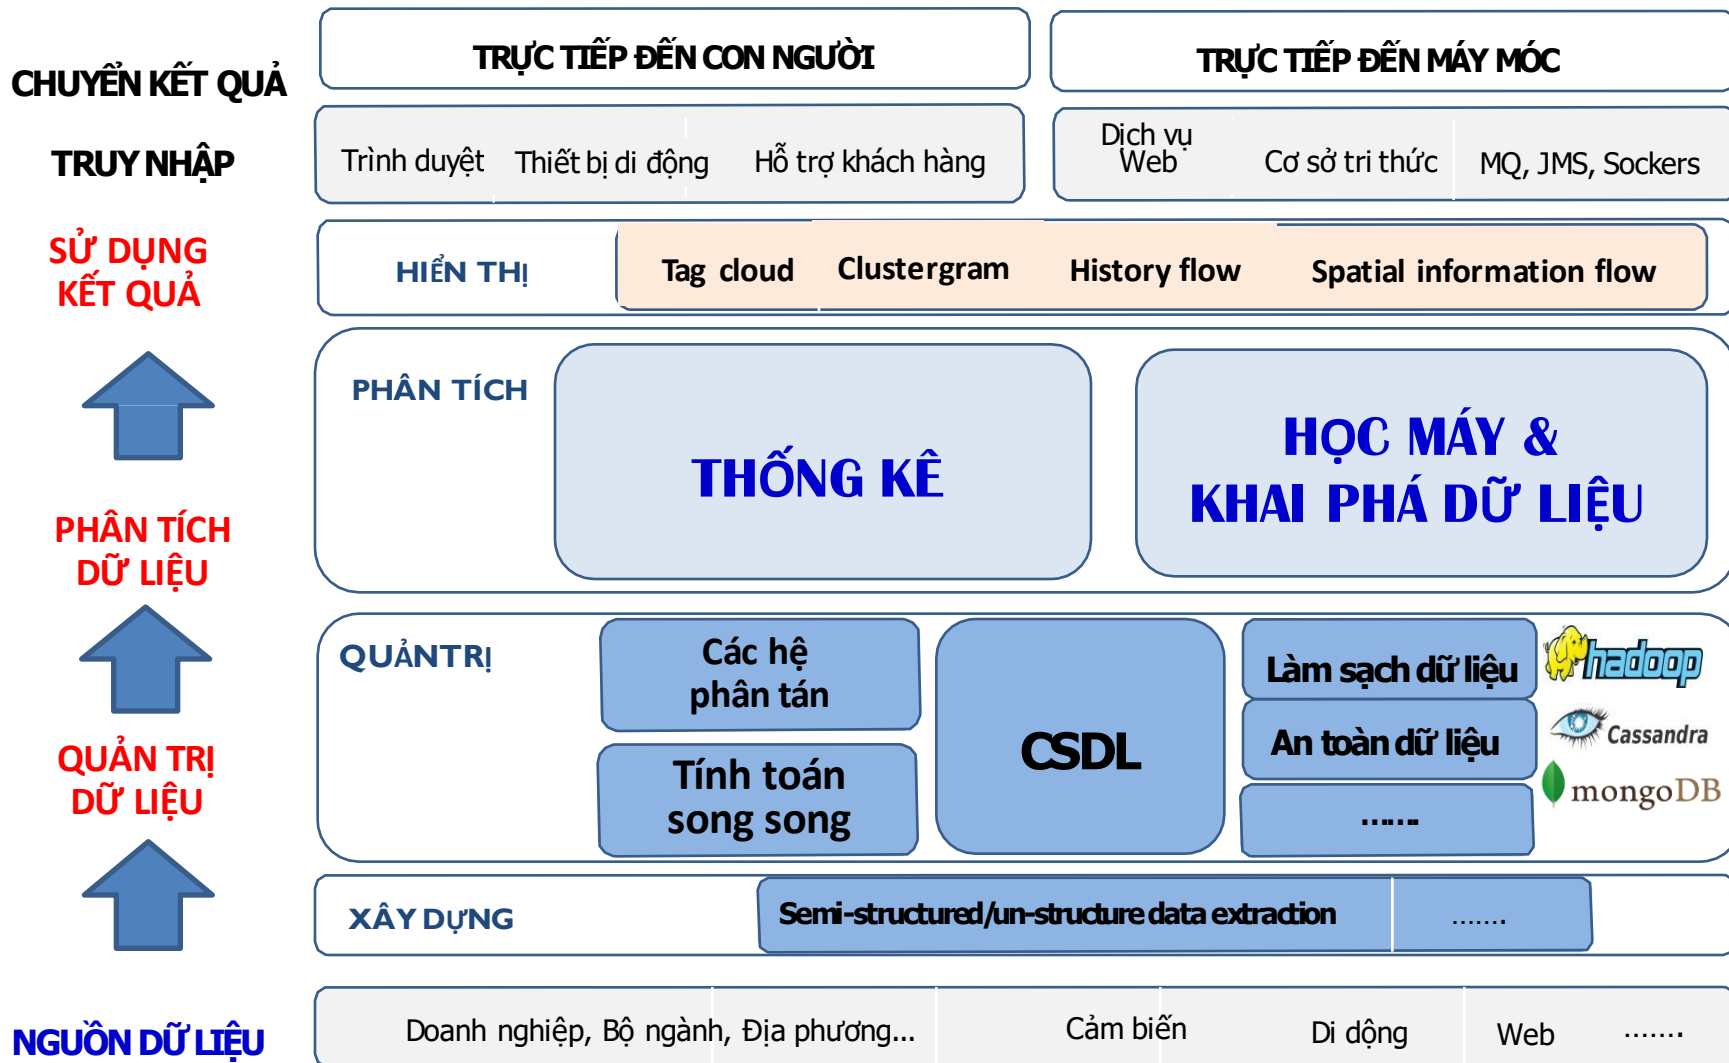 TRỰC TIẾP ĐẾN CON NGƯỜI
TRỰC TIẾP ĐẾN MÁY MÓC
CHUYỂN KẾT QUẢ
TRUY NHẬP
Trình duyệt
Thiết bị di động
Hỗ trợ khách hàng
Dịch vụ
Web
Cơ sở tri thức
MQ, JMS, Sockers
SỬ DỤNG
KẾT QUẢ
HIỂN THỊ
Tag cloud
Clustergram
History flow
Spatial information flow
PHÂN TÍCH
THỐNG KÊ
HỌC MÁY &
KHAI PHÁ DỮ LIỆU
PHÂN TÍCH
DỮ LIỆU
QUẢN TRỊ
Các hệ
phân tán
Tính toán
song song
CSDL
Làm sạch dữ liệu
An toàn dữ liệu
.......
hadoop
Cassandra
mongoDB
QUẢN TRỊ
DỮ LIỆU
XÂY DỰNG
Semi-structured/un-structure data extraction
.......
NGUỒN DỮ LIỆU
Doanh nghiệp, Bộ ngành, Địa phương...
Cảm biến
Di động
Web
.......